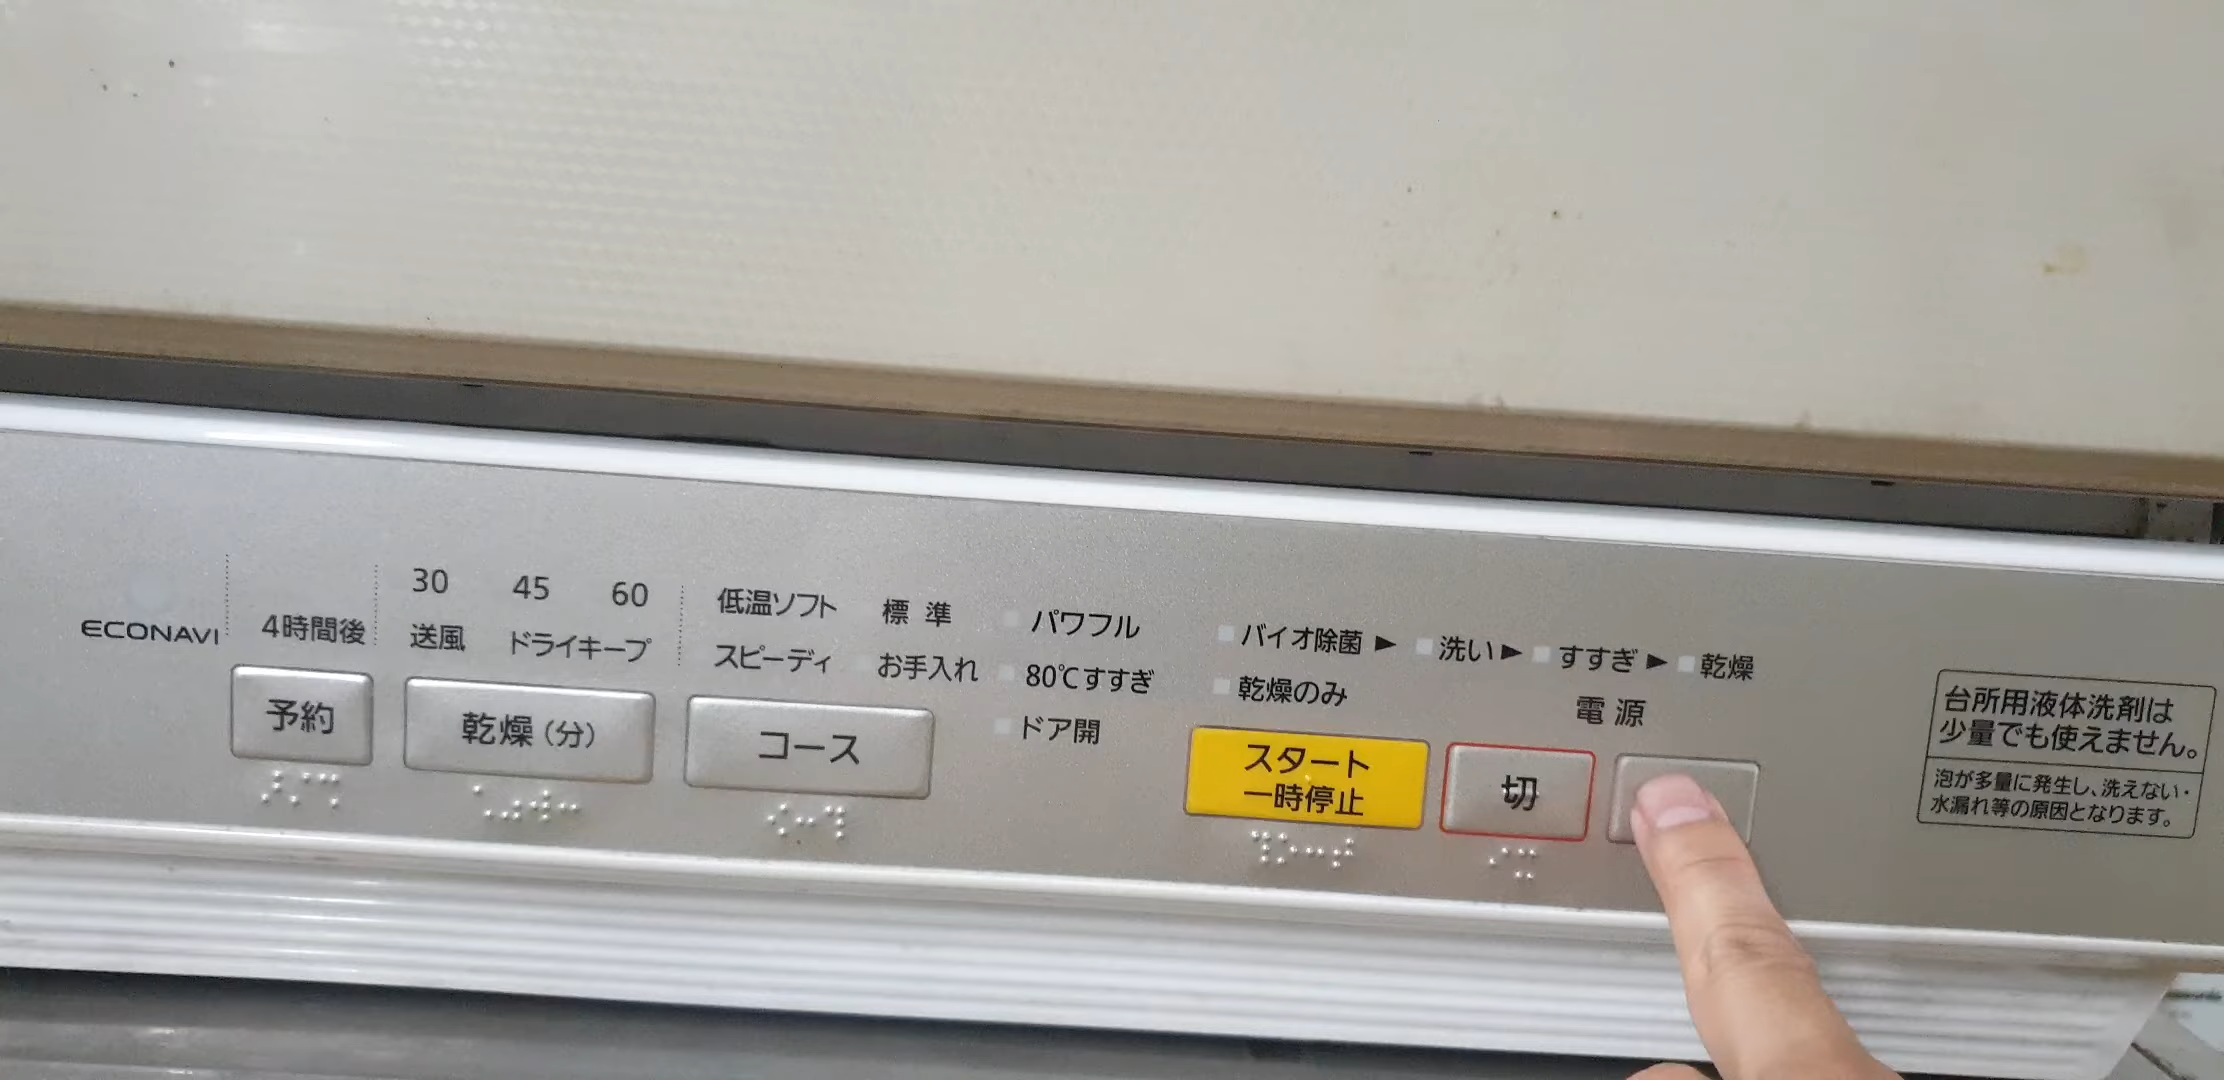 ECONAVI
4時間後
30 45 60
送風 ドライキープ
低温ソフト 標準 パワフル
スピーディ お手入れ 80℃すすぎ
ドア開
バイオ除菌▶ 洗い▶ すすぎ▶ 乾燥
乾燥のみ
電源
予約
乾燥(分)
コース
スタート
一時停止
切
台所用液体洗剤は
少量でも使えません。
泡が多量に発生し、洗えない・
水漏れ等の原因となります。